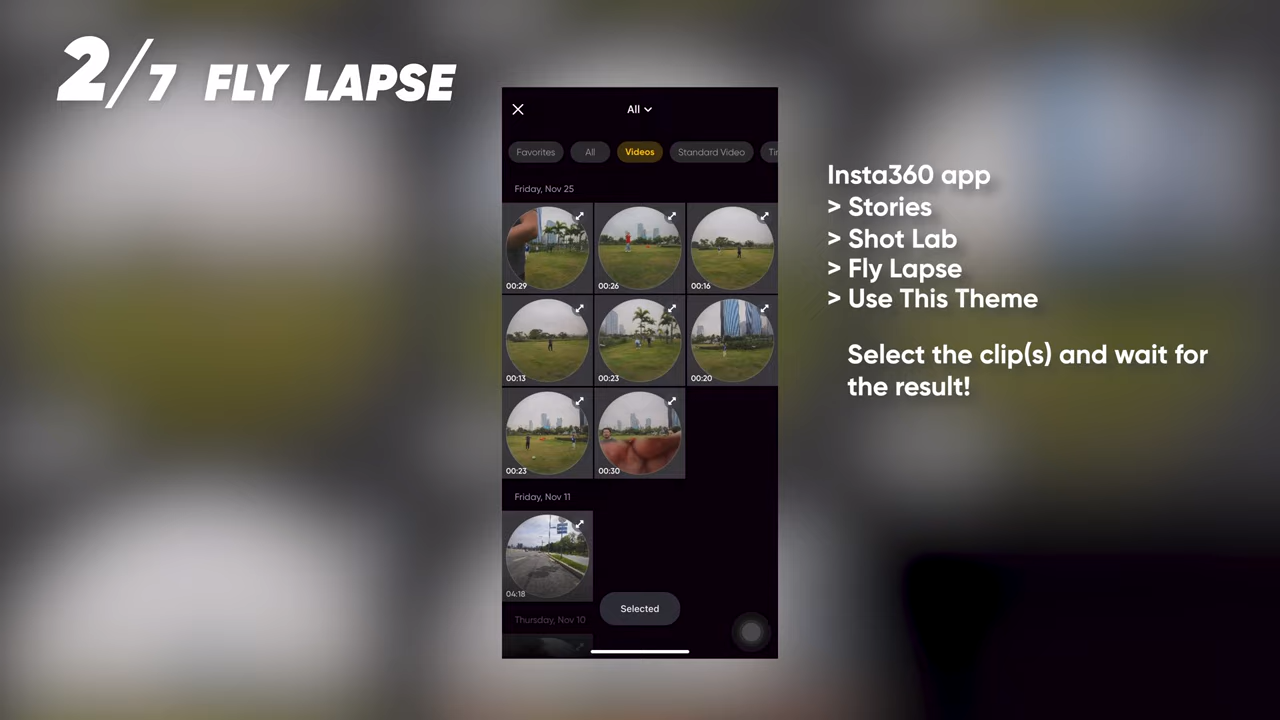 2/7 FLY LAPSE
All
Favorites All Videos Standard Video Tir
Friday, Nov 25
00:29 00:26 00:16
00:13 00:23 00:20
00:23 00:30
Friday, Nov 11
04:18
Selected
Thursday, Nov 10
Insta360 app
> Stories
> Shot Lab
> Fly Lapse
> Use This Theme
Select the clip(s) and wait for
the result!